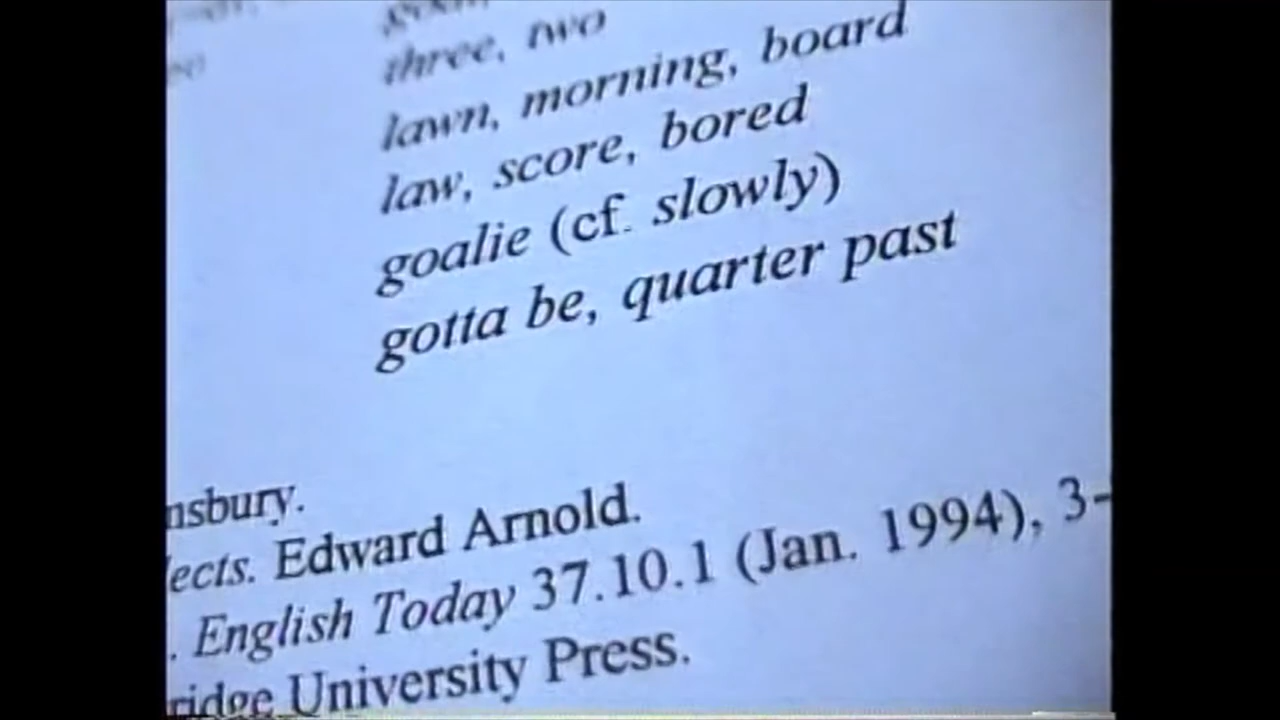 three, two
lawn, morning, board
law, score, bored
goalie (cf. slowly)
gotta be, quarter past
nsbury.
ects. Edward Arnold.
. English Today 37.10.1 (Jan. 1994), 3-
ridge University Press.